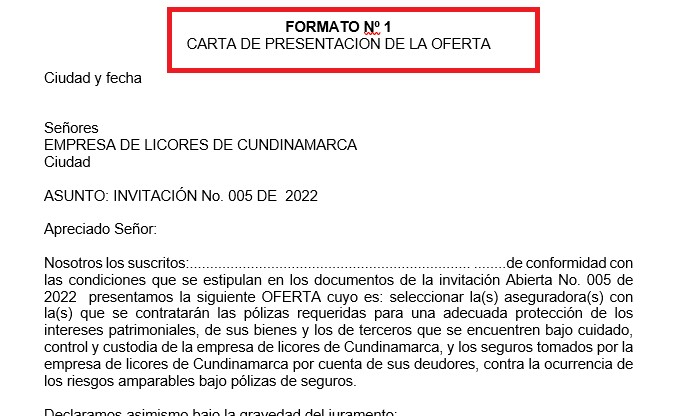 FORMATO Nº 1
CARTA DE PRESENTACION DE LA OFERTA
Ciudad y fecha
Señores
EMPRESA DE LICORES DE CUNDINAMARCA
Ciudad
ASUNTO: INVITACIÓN No. 005 DE  2022
Apreciado Señor:
Nosotros los suscritos:..................................................................... ........de conformidad con
las condiciones que se estipulan en los documentos de la invitación Abierta No. 005 de
2022  presentamos la siguiente OFERTA cuyo es: seleccionar la(s) aseguradora(s) con
la(s) que se contratarán las pólizas requeridas para una adecuada protección de los
intereses patrimoniales, de sus bienes y los de terceros que se encuentren bajo cuidado,
control y custodia de la empresa de licores de Cundinamarca, y los seguros tomados por la
empresa de licores de Cundinamarca por cuenta de sus deudores, contra la ocurrencia de
los riesgos amparables bajo pólizas de seguros.
Declaramos asimismo bajo la gravedad del juramento: